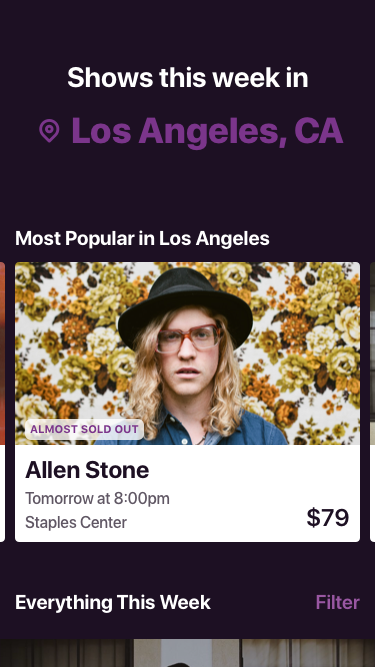 Shows this week in
Los Angeles, CA
Most Popular in Los Angeles
ALMOST SOLD OUT
Allen Stone
Tomorrow at 8:00pm
Staples Center
$79
Everything This Week
Filter